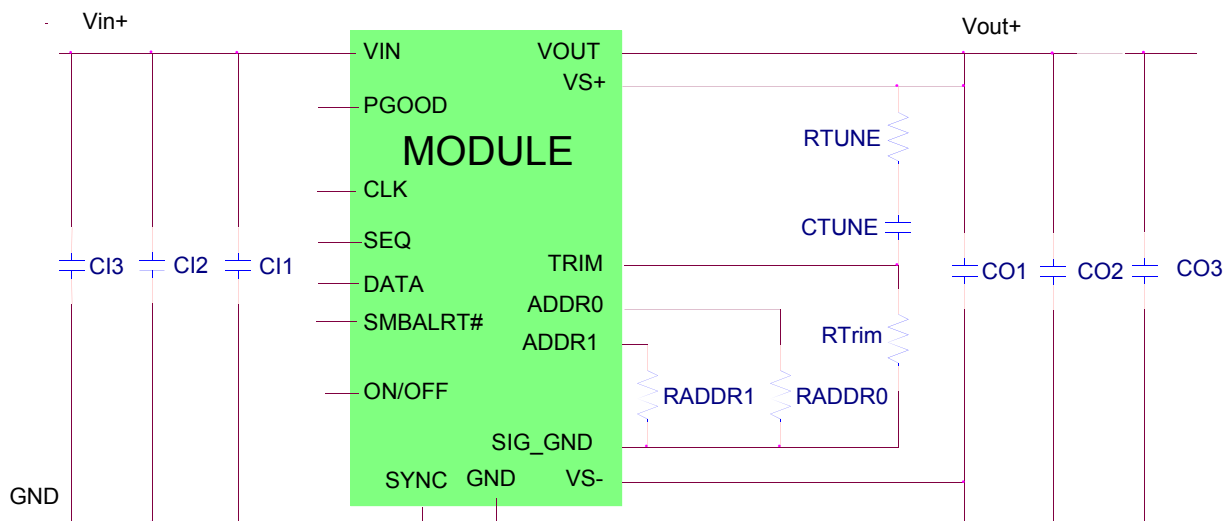 Vin+
Vout+
VIN
VOUT
VS+
PGOOD
RTUNE
MODULE
CLK
CTUNE
SEQ
TRIM
CI3
CI2
CI1
CO1
CO2
CO3
DATA
ADDR0
SMBALRT#
ADDR1
RTrim
ON/OFF
RADDR1
RADDR0
SIG_GND
SYNC
GND
VS-
GND